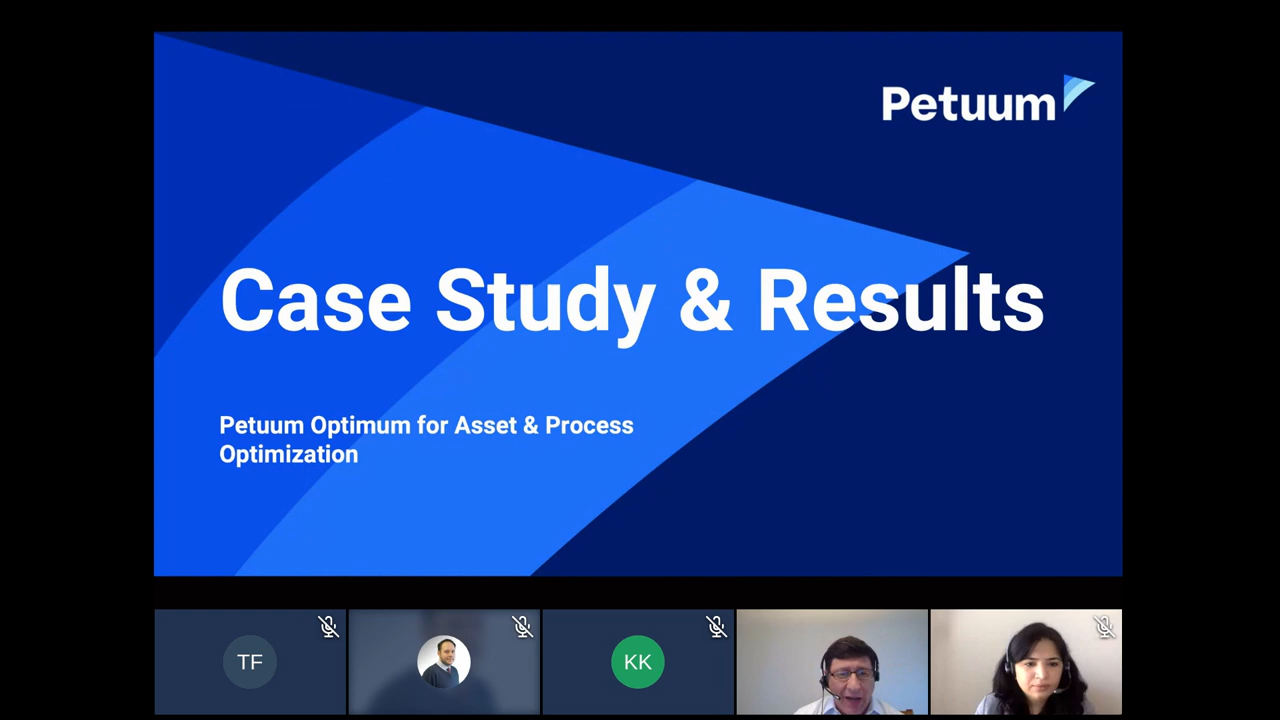 Petuum
Case Study & Results
Petuum Optimum for Asset & Process
Optimization
TF
KK